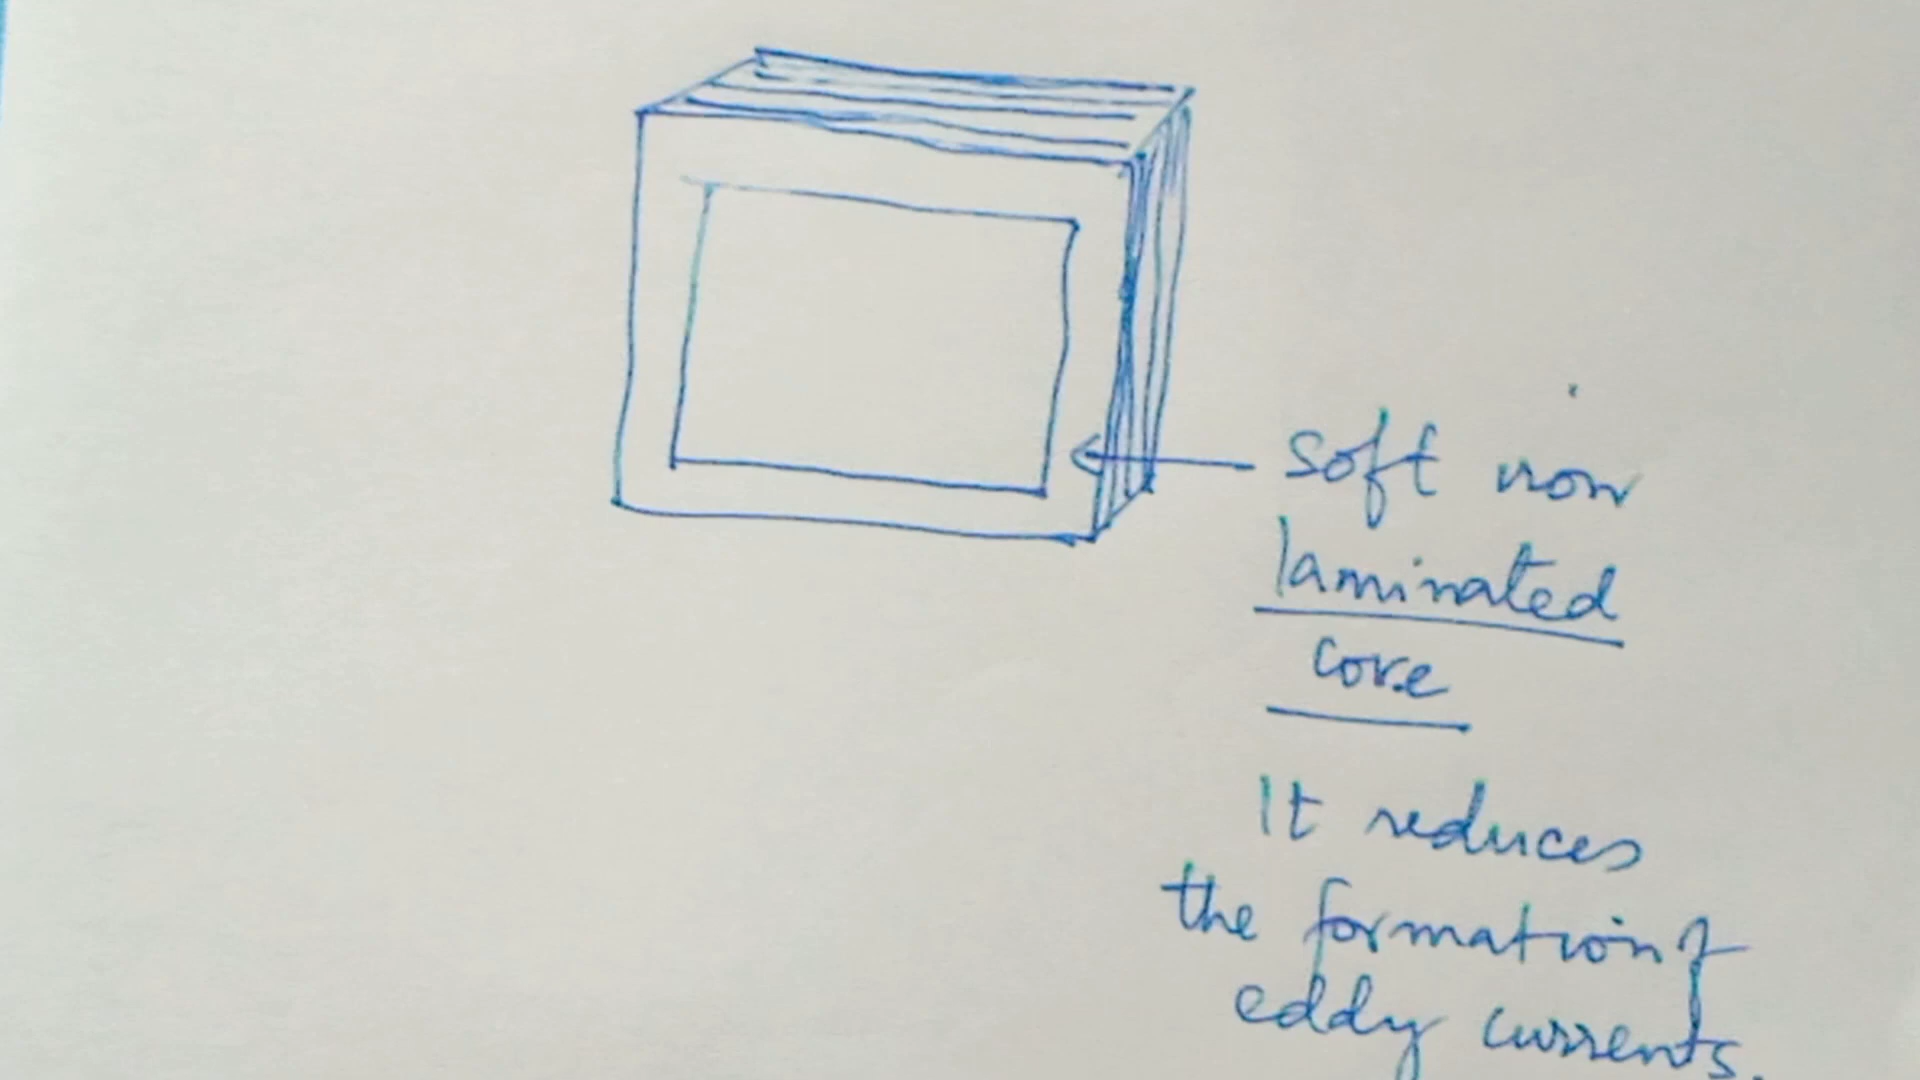 soft iron
laminated
core
It reduces
the formation of
eddy currents.